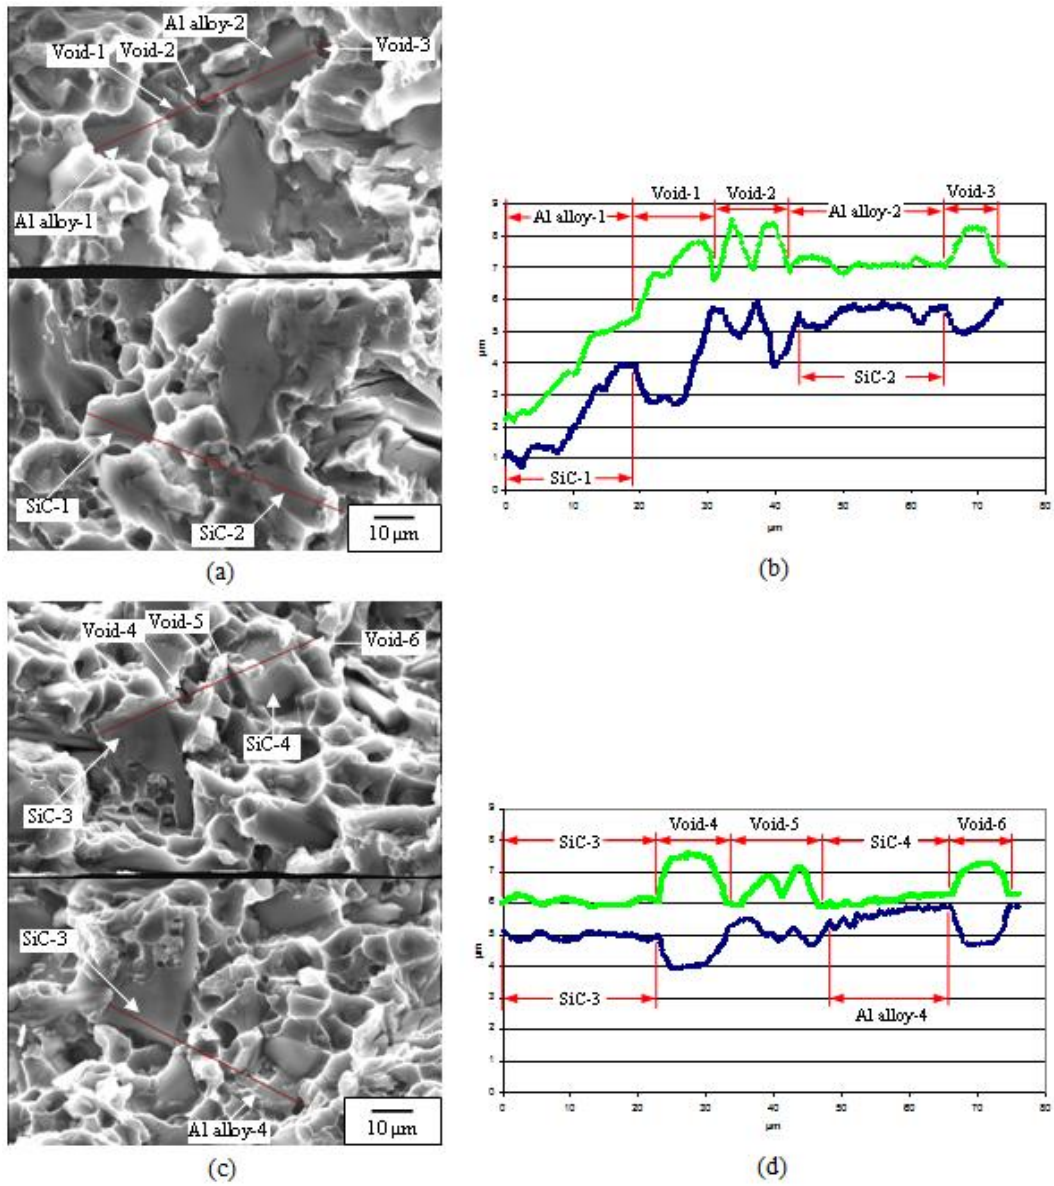 Al alloy-2
Void-1 Void-2
Void-3
Al alloy-1
SiC-1
SiC-2
10 µm
(a)
Void-1
Void-2
Void-3
Al alloy-1
Al alloy-2
9
8
7
6
5
4
3
2
1
0
µm
SiC-2
SiC-1
0 10 20 30 40 50 60 70 80
µm
(b)
Void-5
Void-4
Void-6
SiC-4
SiC-3
SiC-3
Al alloy-4
10 µm
(c)
SiC-3
Void-4
Void-5
SiC-4
Void-6
9
8
7
6
5
4
3
2
1
0
µm
SiC-3
Al alloy-4
0 10 20 30 40 50 60 70 80
µm
(d)